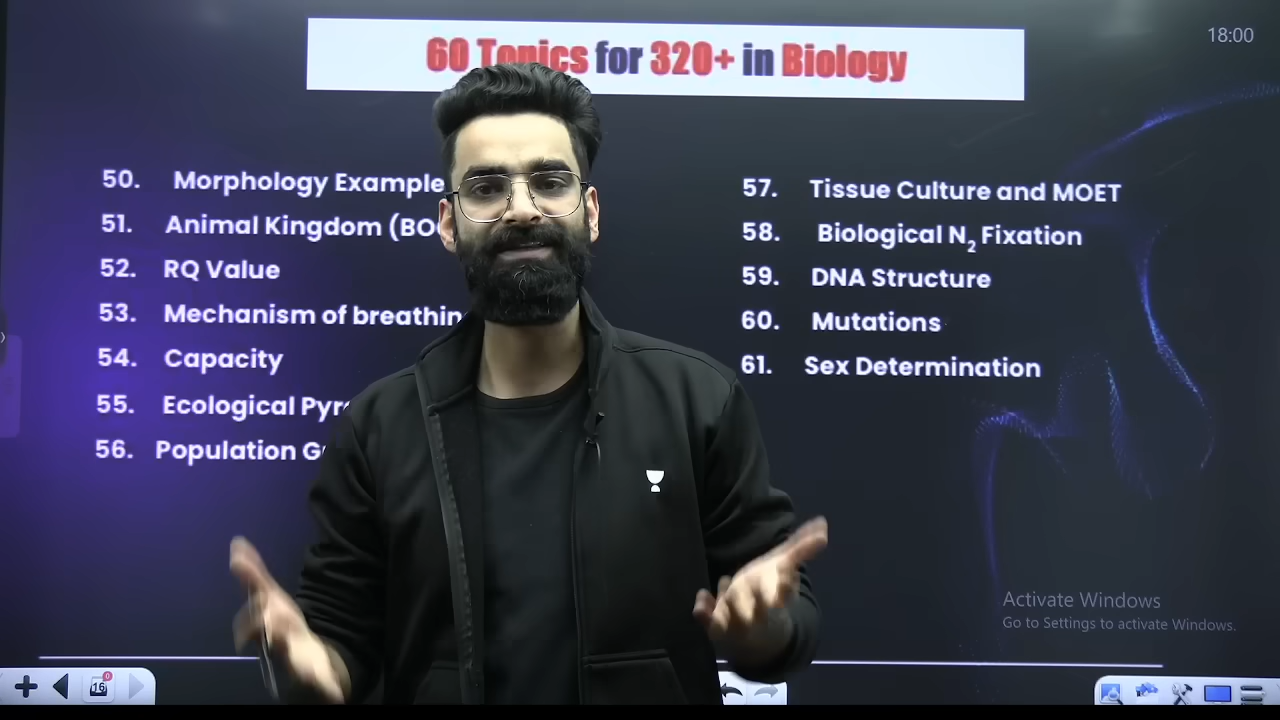 60 Topics for 320+ in Biology
18:00
50. Morphology Example
51. Animal Kingdom
52. RQ Value
53. Mechanism of
54. Capacity
55. Ecological
56. Population
57. Tissue Culture and MOET
58. Biological N₂ Fixation
59. DNA Structure
60. Mutations
61. Sex Determination
Activate Windows
Go to Settings to activate Windows.
16
0